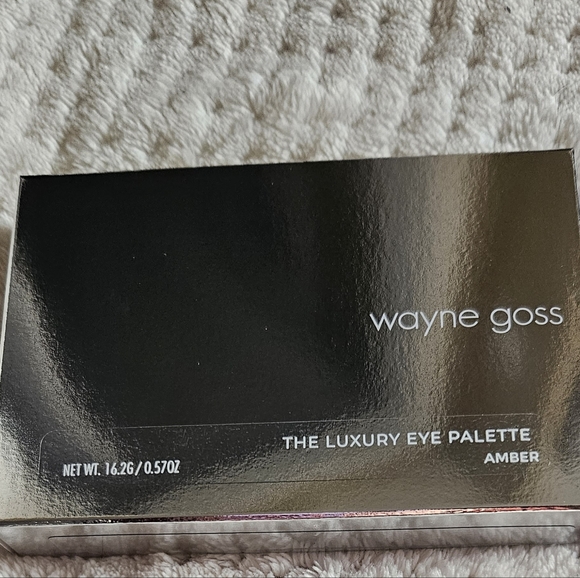 wayne goss
THE LUXURY EYE PALETTE
AMBER
NET WT. 16.2G/0.57OZ